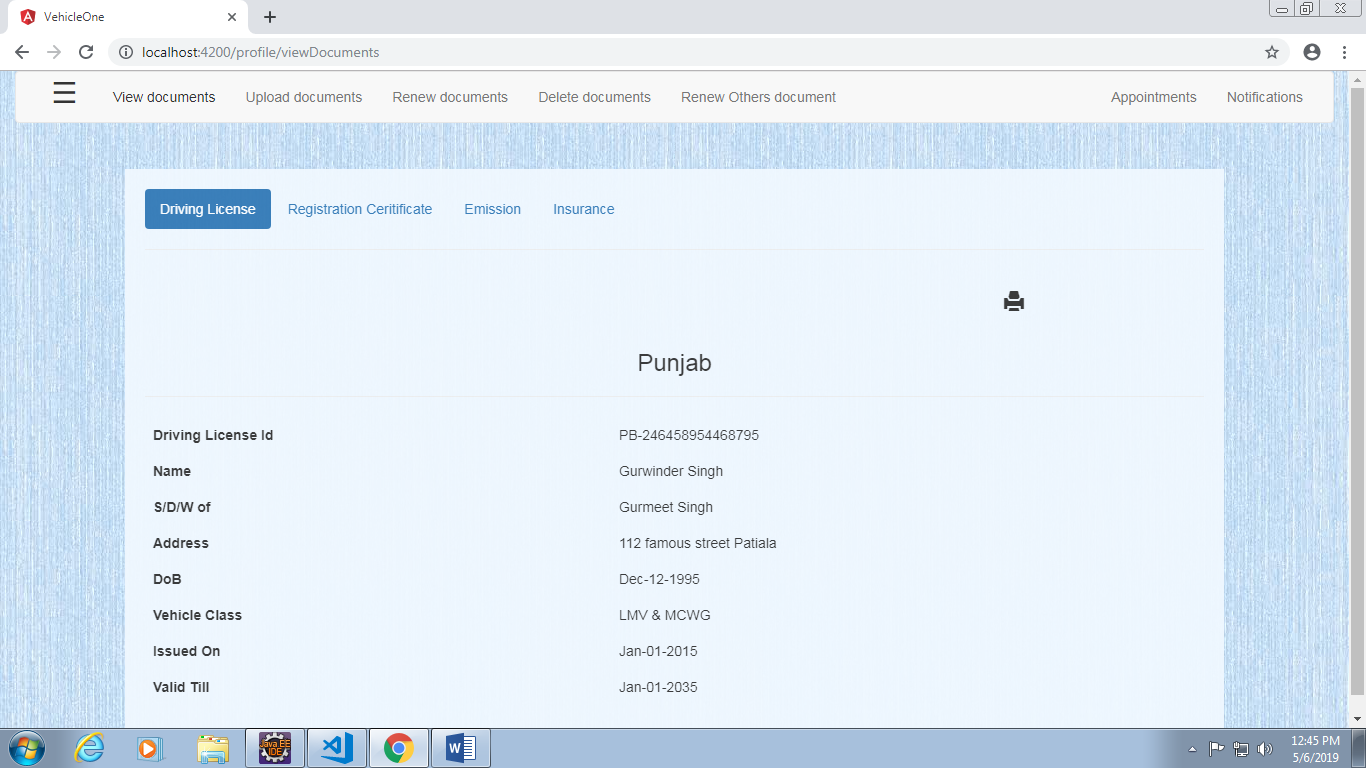 VehicleOne
localhost:4200/profile/viewDocuments
View documents Upload documents Renew documents Delete documents Renew Others document Appointments Notifications
Driving License Registration Ceritificate Emission Insurance
Punjab
Driving License Id PB-246458954468795
Name Gurwinder Singh
S/D/W of Gurmeet Singh
Address 112 famous street Patiala
DoB Dec-12-1995
Vehicle Class LMV & MCWG
Issued On Jan-01-2015
Valid Till Jan-01-2035
Java EE
IDE
12:45 PM
5/6/2019